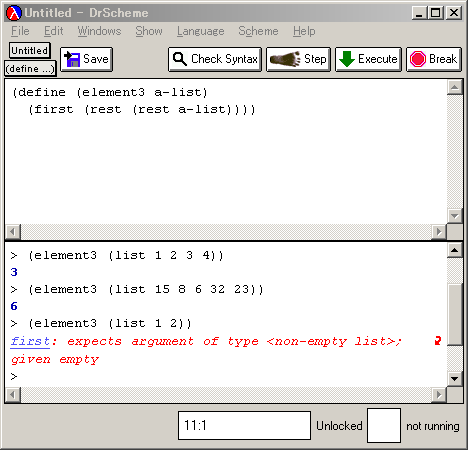 Untitled - DrScheme
File Edit Windows Show Language Scheme Help
Untitled
(define ...)
Save
Check Syntax
Step
Execute
Break
(define (element3 a-list)
  (first (rest (rest a-list))))
> (element3 (list 1 2 3 4))
3
> (element3 (list 15 8 6 32 23))
6
> (element3 (list 1 2))
first: expects argument of type <non-empty list>;
given empty
>
11:1
Unlocked
not running